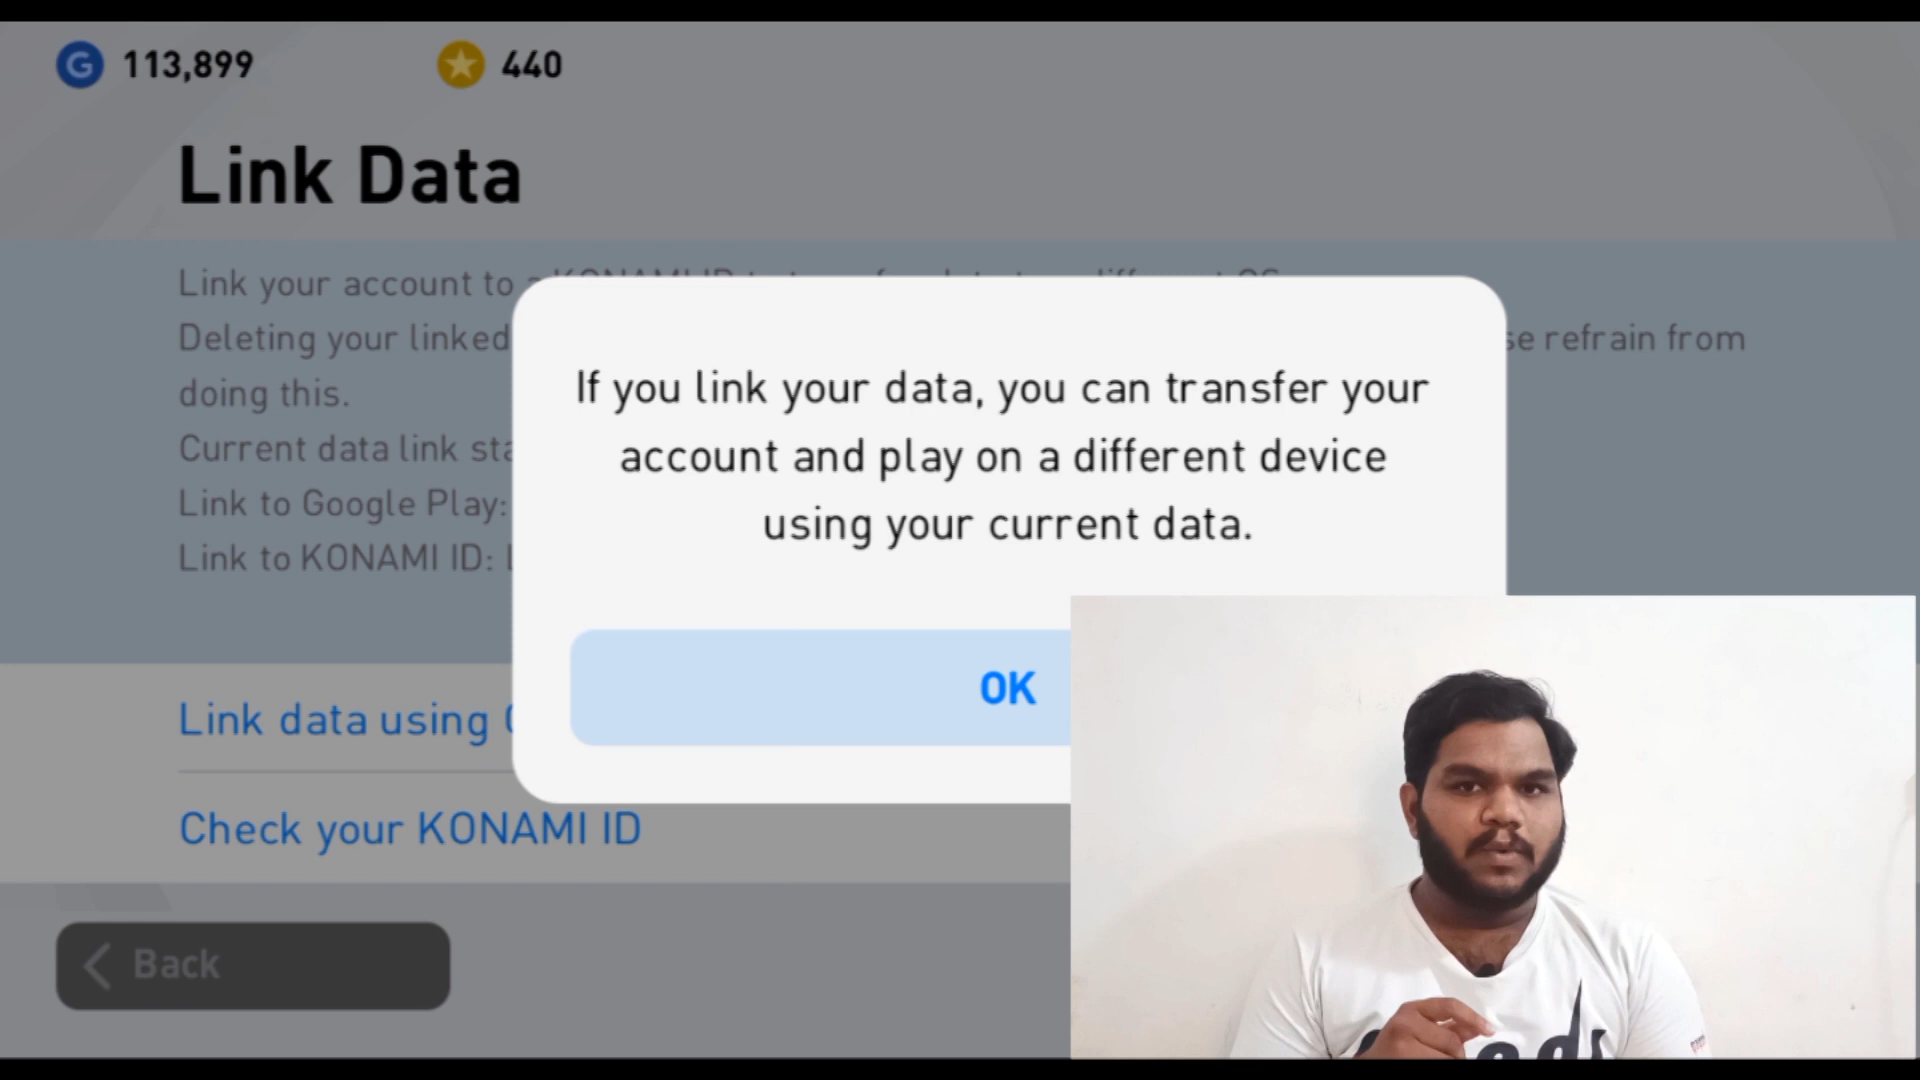 G 113,899 440
Link Data
Link your account to
Deleting your linked
refrain from
doing this.
Current data link
Link to Google Play:
Link to KONAMI ID:
If you link your data, you can transfer your
account and play on a different device
using your current data.
OK
Link data using
Check your KONAMI ID
Back